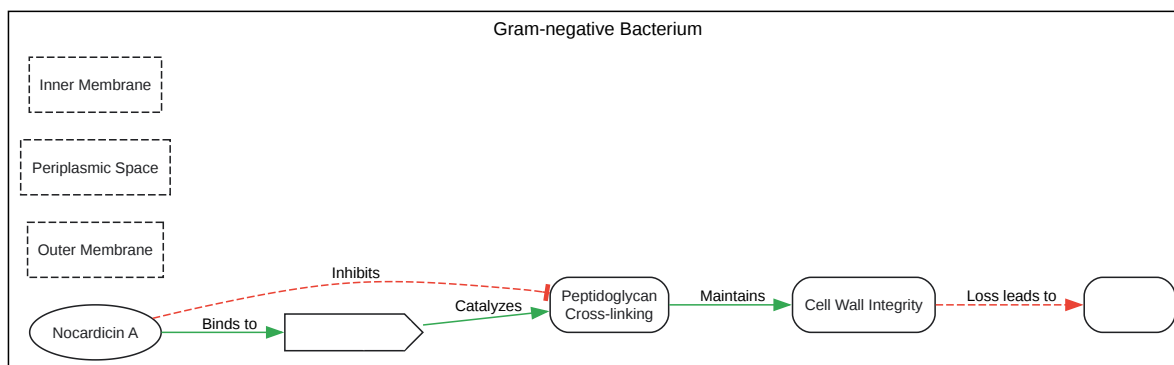 Gram-negative Bacterium
Inner Membrane
Periplasmic Space
Outer Membrane
Inhibits
Nocardicin A
Binds to
Catalyzes
Peptidoglycan
Cross-linking
Maintains
Cell Wall Integrity
Loss leads to